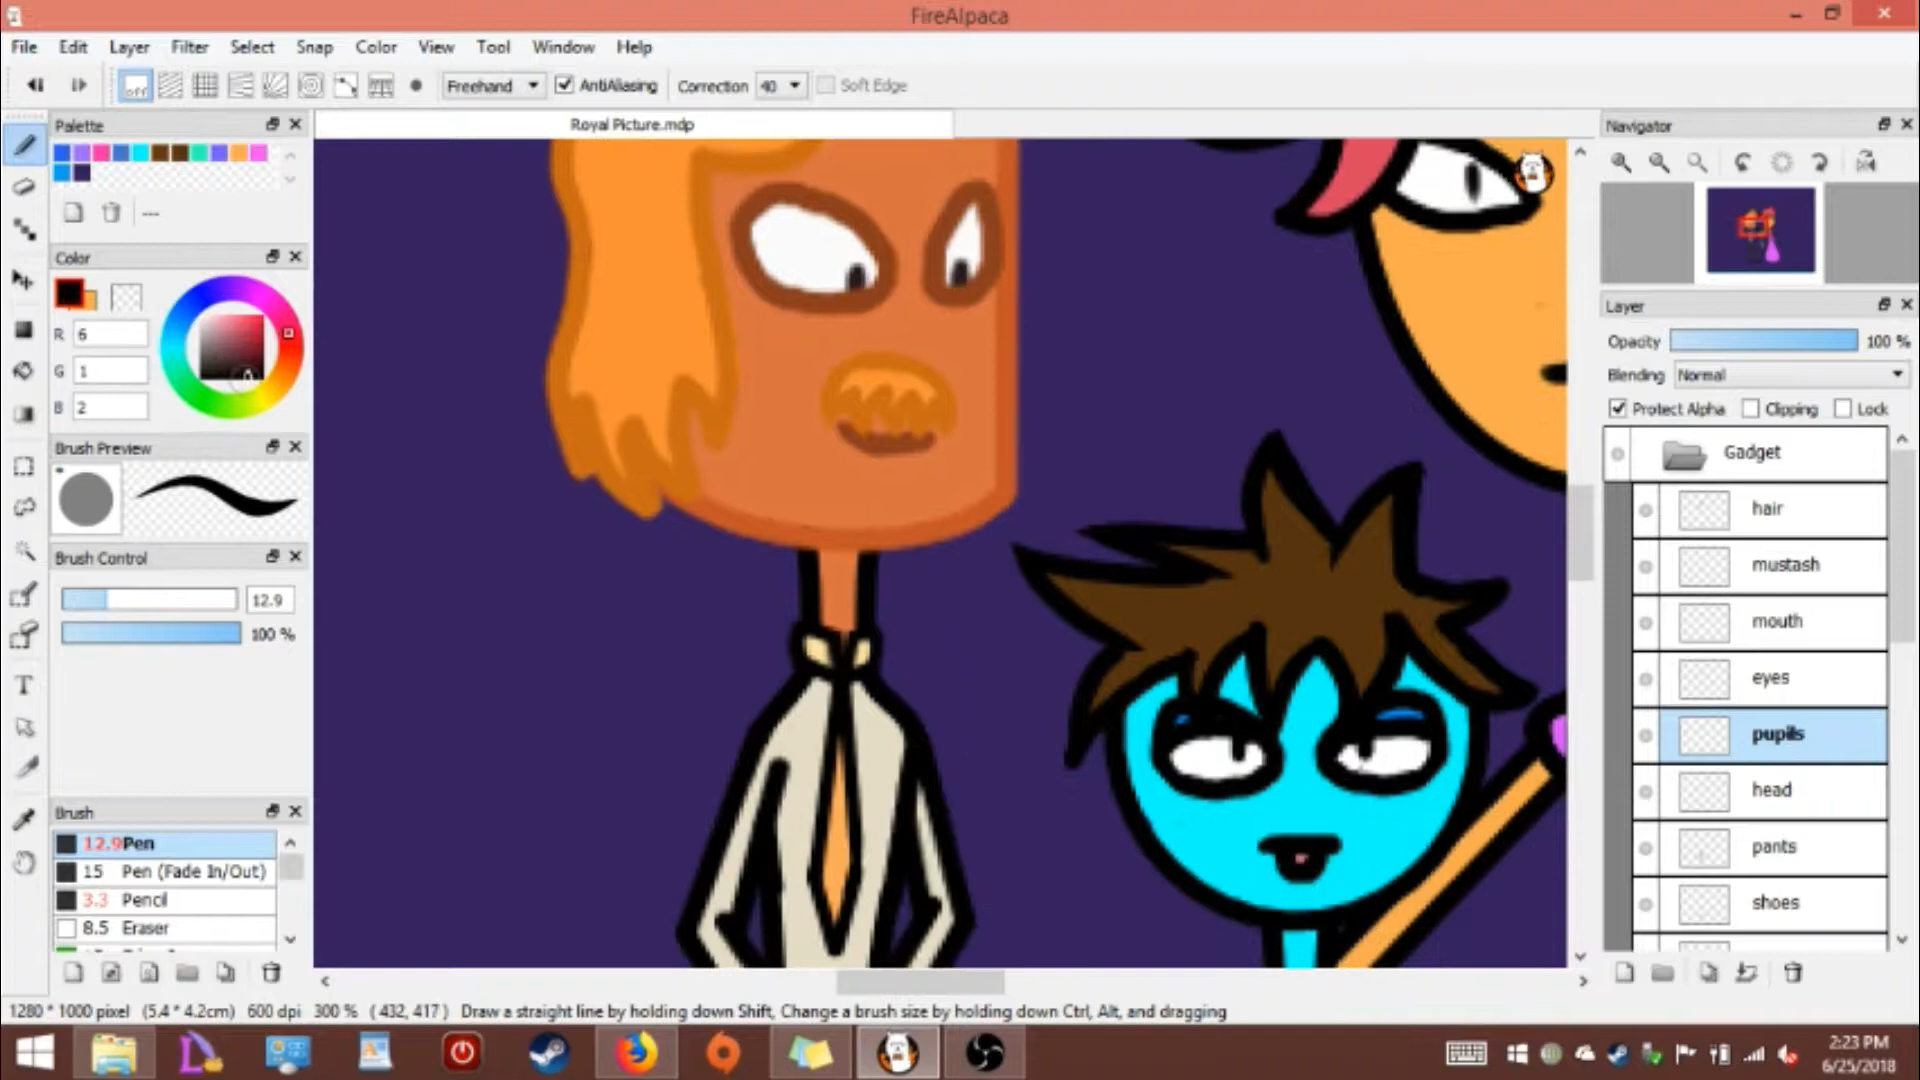 FireAlpaca
File Edit Layer Filter Select Snap Color View Tool Window Help
off Freehand AntiAliasing Correction 40 Soft Edge
Palette
Royal Picture.mdp
Navigator
---
Color
R 6
G 1
B 2
Layer
Opacity 100 %
Blending Normal
Protect Alpha Clipping Lock
Brush Preview
Brush Control
12.9
100 %
Gadget
hair
mustash
mouth
eyes
pupils
head
pants
shoes
Brush
12.9 Pen
15 Pen (Fade In/Out)
3.3 Pencil
8.5 Eraser
T
1280 * 1000 pixel (5.4 * 4.2cm) 600 dpi 300 % ( 432, 417 ) Draw a straight line by holding down Shift, Change a brush size by holding down Ctrl, Alt, and dragging
2:23 PM
6/25/2018